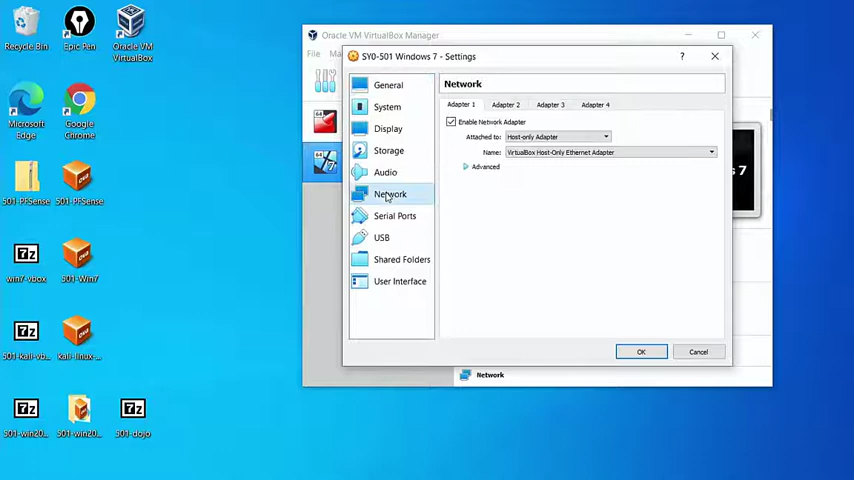 Recycle Bin
Epic Pen
Oracle VM
VirtualBox
Microsoft
Edge
Google
Chrome
501-PFSense
501-PFSense
win7-vbox
501-Win7
501-kali-vb...
kali-linux-...
501-win20...
501-win20...
501-dojo
Oracle VM VirtualBox Manager
File
SY0-501 Windows 7 - Settings
?
General
System
Display
Storage
Audio
Network
Serial Ports
USB
Shared Folders
User Interface
Network
Adapter 1
Adapter 2
Adapter 3
Adapter 4
Enable Network Adapter
Attached to: Host-only Adapter
Name: VirtualBox Host-Only Ethernet Adapter
Advanced
OK
Cancel
7
Network